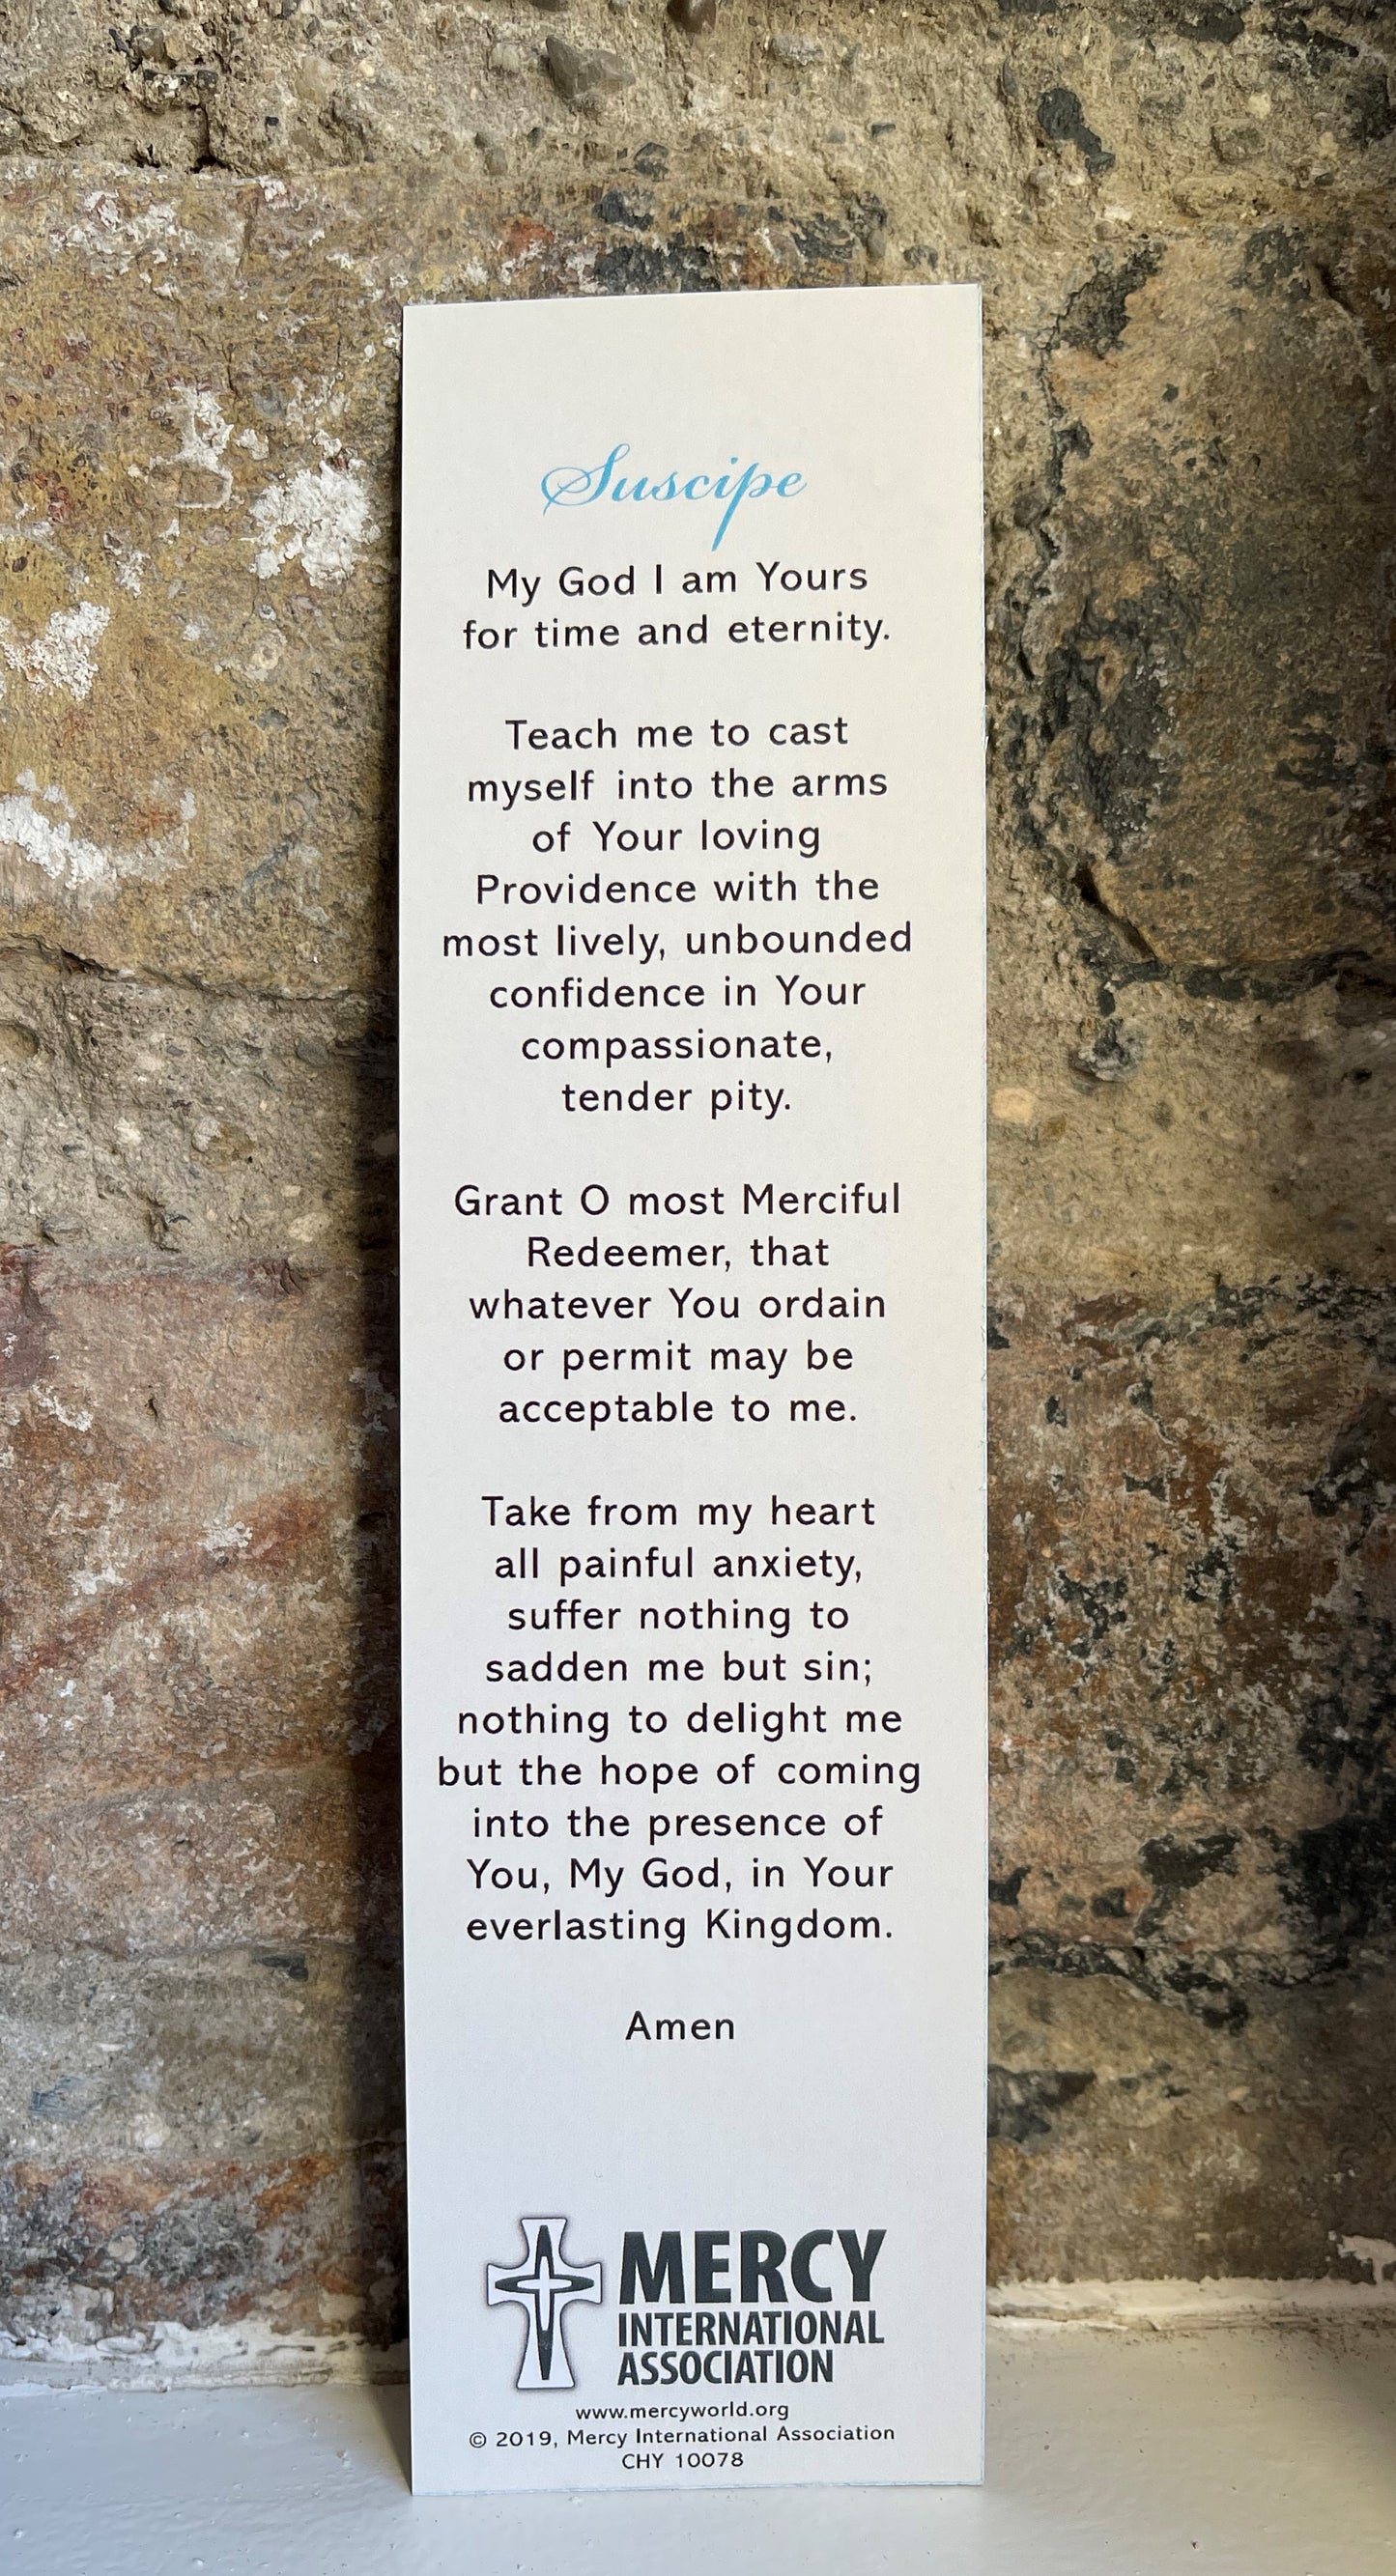 Suscipe
My God I am Yours
for time and eternity.
Teach me to cast
myself into the arms
of Your loving
Providence with the
most lively, unbounded
confidence in Your
compassionate,
tender pity.
Grant O most Merciful
Redeemer, that
whatever You ordain
or permit may be
acceptable to me.
Take from my heart
all painful anxiety,
suffer nothing to
sadden me but sin;
nothing to delight me
but the hope of coming
into the presence of
You, My God, in Your
everlasting Kingdom.
Amen
MERCY
INTERNATIONAL
ASSOCIATION
www.mercyworld.org
© 2019, Mercy International Association
CHY 10078